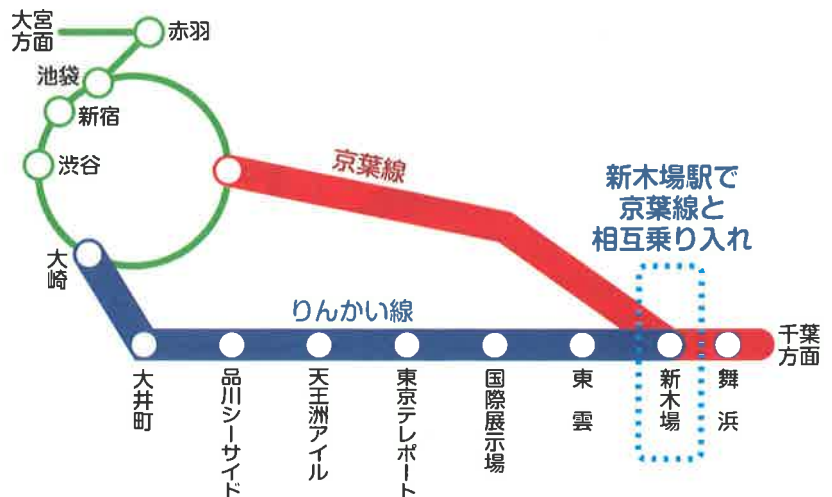 大宮
方面
赤羽
池袋
新宿
渋谷
大崎
京葉線
新木場駅で
京葉線と
相互乗り入れ
りんかい線
千葉
方面
大井町
品川シーサイド
天王洲アイル
東京テレポート
国際展示場
東雲
新木場
舞浜